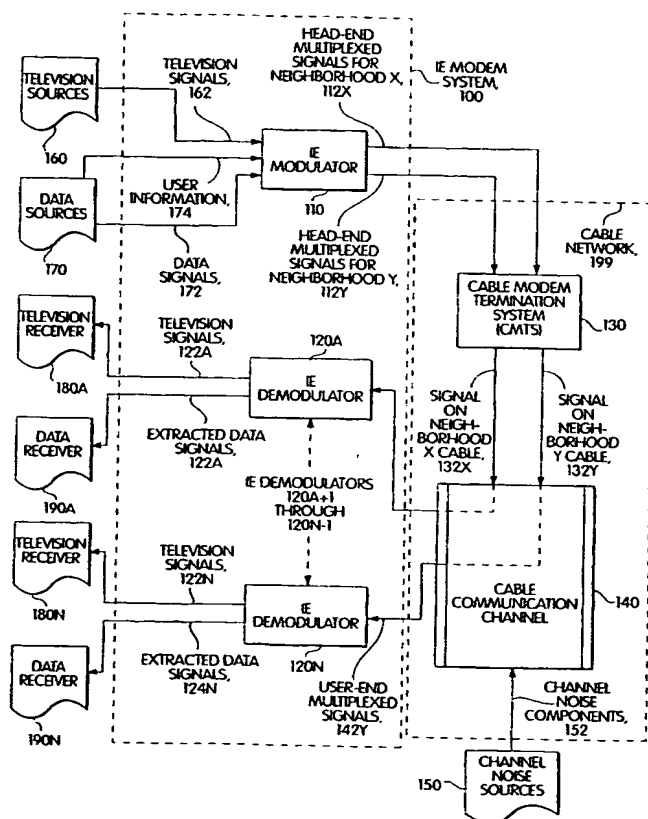 HEAD-END
MULTIPLEXED
SIGNALS FOR
NEIGHBORHOOD X,
112X
IE MODEM
SYSTEM,
100
TELEVISION
SIGNALS,
162
TELEVISION
SOURCES
160
IE
MODULATOR
110
USER
INFORMATION,
174
DATA
SOURCES
170
DATA
SIGNALS,
172
HEAD-END
MULTIPLEXED
SIGNALS FOR
NEIGHBORHOOD Y,
112Y
CABLE
NETWORK,
199
CABLE MODEM
TERMINATION
SYSTEM
(CMTS)
130
TELEVISION
RECEIVER
180A
TELEVISION
SIGNALS,
122A
120A
IE
DEMODULATOR
SIGNAL
ON
NEIGH-
BORHOOD
X CABLE,
132X
SIGNAL
ON
NEIGH-
BORHOOD
Y CABLE,
132Y
DATA
RECEIVER
190A
EXTRACTED DATA
SIGNALS,
122A
IE DEMODULATORS
120A+1
THROUGH
120N-1
TELEVISION
RECEIVER
180N
TELEVISION
SIGNALS,
122N
IE
DEMODULATOR
120N
CABLE
COMMUNICATION
CHANNEL
140
DATA
RECEIVER
190N
EXTRACTED DATA
SIGNALS,
124N
USER-END
MULTIPLEXED
SIGNALS,
142Y
CHANNEL
NOISE
COMPONENTS,
152
150
CHANNEL
NOISE
SOURCES